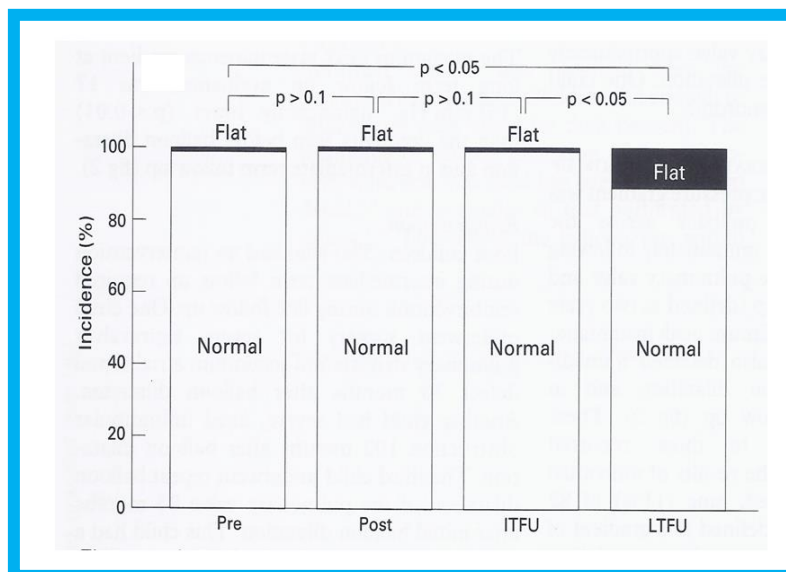 p < 0.05
p > 0.1 p > 0.1 p < 0.05
Flat Flat Flat
100
Flat
80
60
Normal Normal Normal Normal
40
20
0
Incidence (%)
Pre Post ITFU LTFU